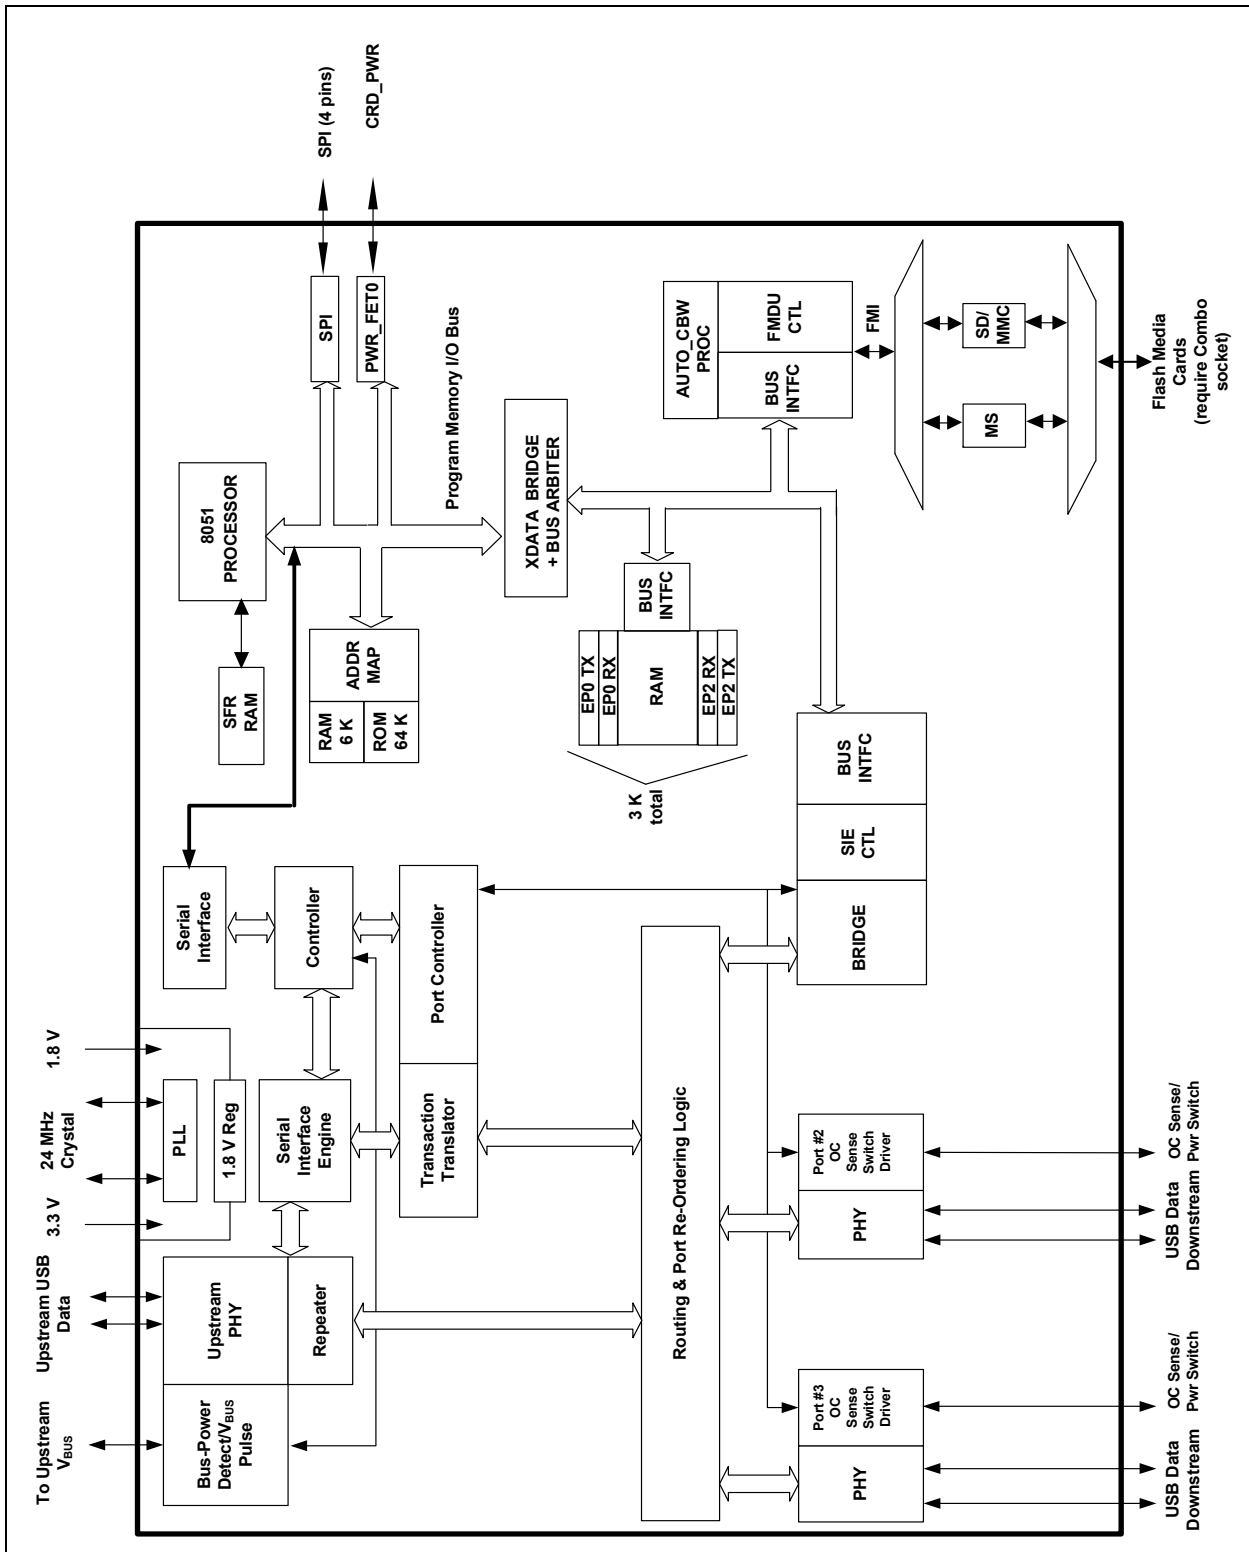 To Upstream
V<sub>BUS</sub>
Upstream USB
Data
3.3 V
24 MHz
Crystal
1.8 V
Bus-Power
Detect/V<sub>BUS</sub>
Pulse
Upstream
PHY
Repeater
PLL
1.8 V Reg
Serial
Interface
Engine
Serial
Interface
Controller
Transaction
Translator
Port Controller
SFR
RAM
8051
PROCESSOR
RAM
6 K
ROM
64 K
ADDR
MAP
SPI
PWR_FET0
SPI (4 pins)
CRD_PWR
Program Memory I/O Bus
XDATA BRIDGE
+ BUS ARBITER
3 K
total
EP0 TX
EP0 RX
RAM
EP2 RX
EP2 TX
BUS
INTFC
AUTO_CBW
PROC
BUS
INTFC
FMDU
CTL
FMI
Routing & Port Re-Ordering Logic
BRIDGE
SIE
CTL
BUS
INTFC
MS
SD/
MMC
PHY
Port #3
OC
Sense
Switch
Driver
PHY
Port #2
OC
Sense
Switch
Driver
USB Data
Downstream
OC Sense/
Pwr Switch
USB Data
Downstream
OC Sense/
Pwr Switch
Flash Media
Cards
(require Combo
socket)